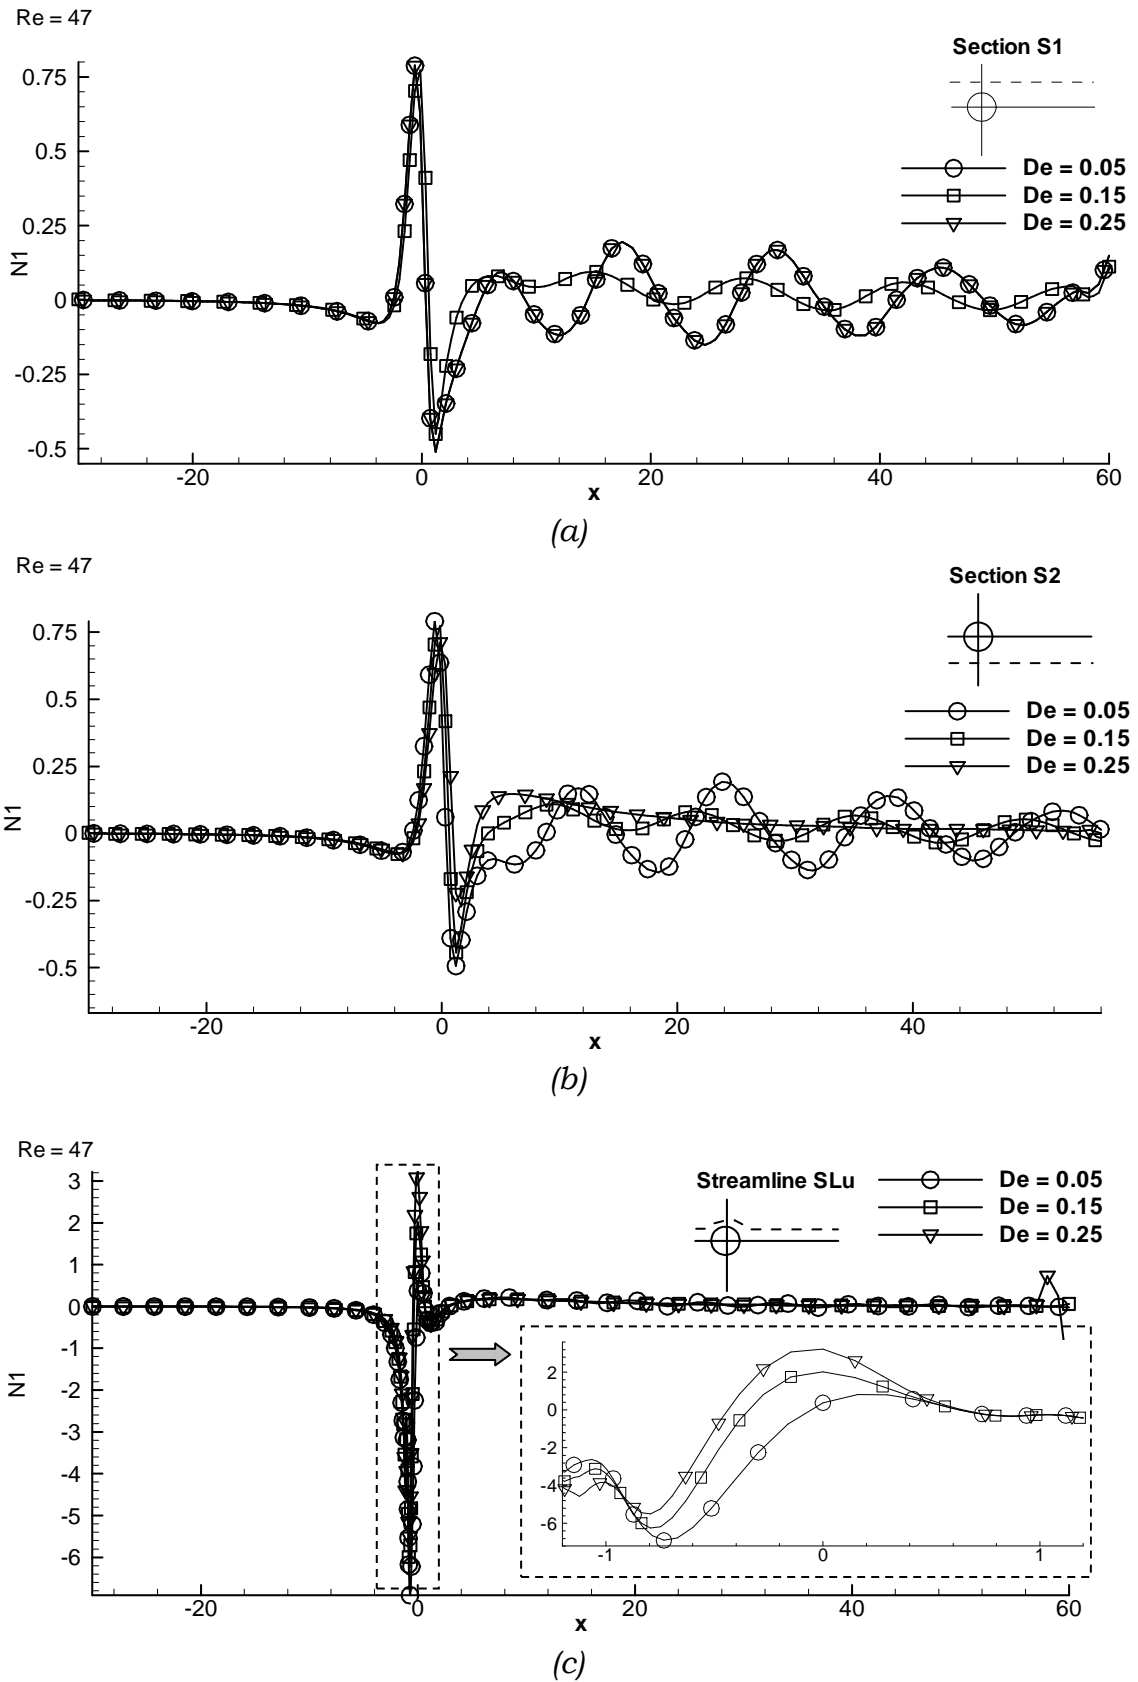 Re = 47
Section S1
0.75
0.5
0.25
0
-0.25
-0.5
N1
De = 0.05
De = 0.15
De = 0.25
-20 0 20 40 60
x
(a)
Re = 47
Section S2
0.75
0.5
0.25
0
-0.25
-0.5
N1
De = 0.05
De = 0.15
De = 0.25
-20 0 20 40
x
(b)
Re = 47
Streamline SLu
De = 0.05
De = 0.15
De = 0.25
3
2
1
0
-1
-2
-3
-4
-5
-6
N1
2
0
-2
-4
-6
-1 0 1
-20 0 20 40 60
x
(c)